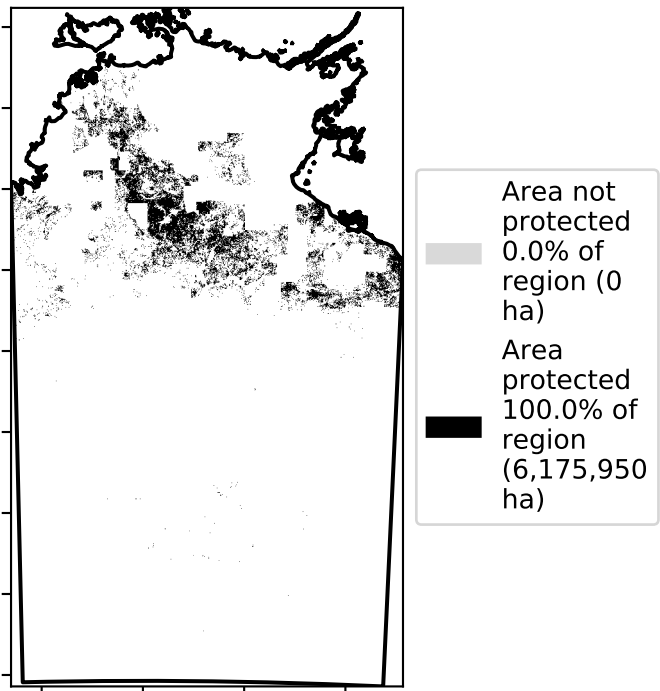 Area not
protected
0.0% of
region (0
ha)
Area
protected
100.0% of
region
(6,175,950
ha)